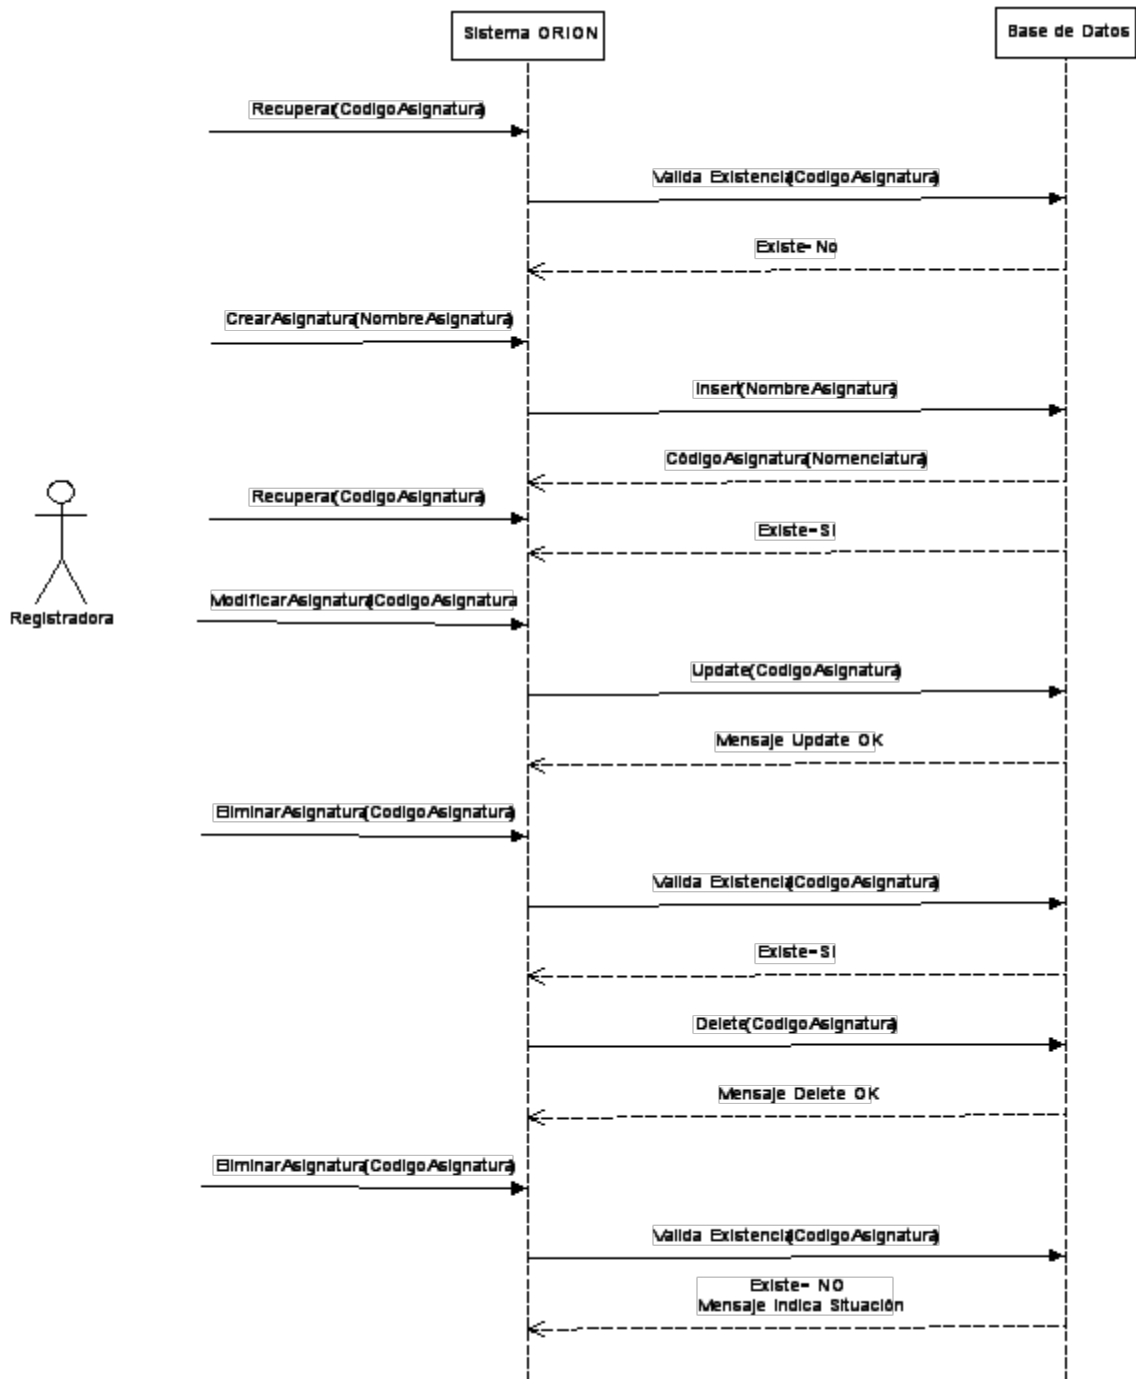 Sistema ORION
Base de Datos
Recuperar(CodigoAsignatura)
Valida Existencia(CodigoAsignatura)
Existe=No
CrearAsignatura(NombreAsignatura)
Insert(NombreAsignatura)
CódigoAsignatura(Nomenclatura)
Recuperar(CodigoAsignatura)
Existe=SI
Registradora
ModificarAsignatura(CodigoAsignatura
Update(CodigoAsignatura)
Mensaje Update OK
EliminarAsignatura(CodigoAsignatura)
Valida Existencia(CodigoAsignatura)
Existe=SI
Delete(CodigoAsignatura)
Mensaje Delete OK
EliminarAsignatura(CodigoAsignatura)
Valida Existencia(CodigoAsignatura)
Existe= NO
Mensaje Indica Situación